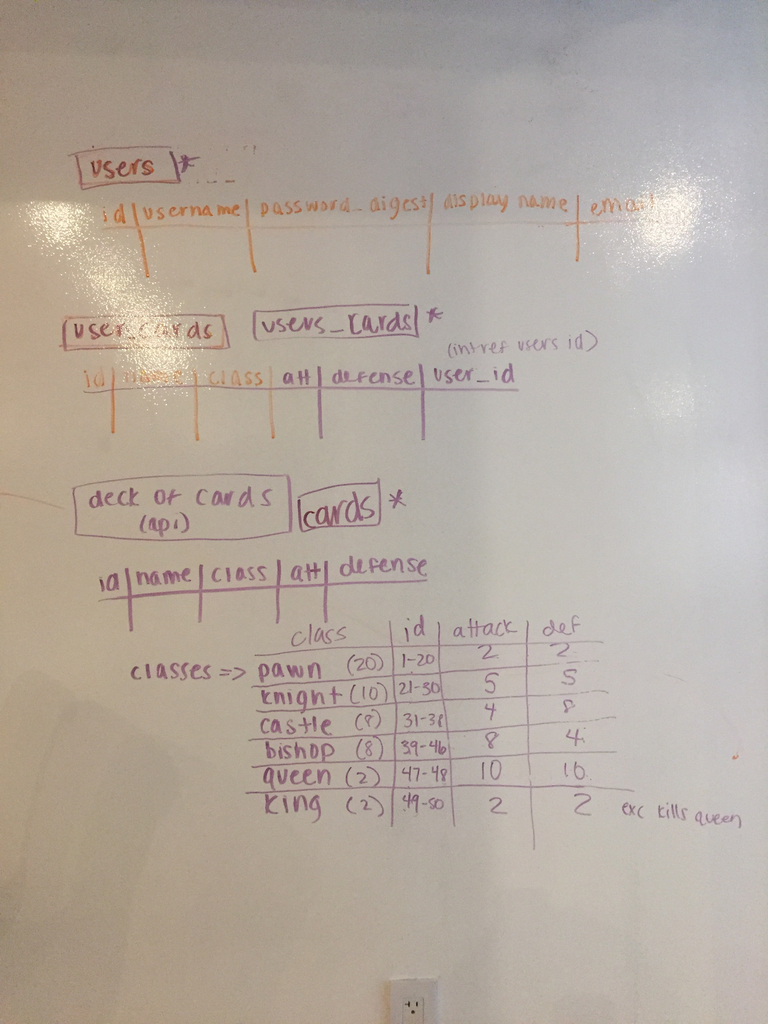 users *
id | username | password_digest | display name | email
user_cards users_cards *
(int ref users id)
id | name | class | att | defense | user_id
deck of cards
(api) cards *
id | name | class | att | defense
class | id | attack | def
classes => pawn (20) | 1-20 | 2 | 2
knight (10) | 21-30 | 5 | 5
castle (8) | 31-38 | 4 | 8
bishop (8) | 39-46 | 8 | 4
queen (2) | 47-48 | 10 | 10
king (2) | 49-50 | 2 | 2 exc kills queen